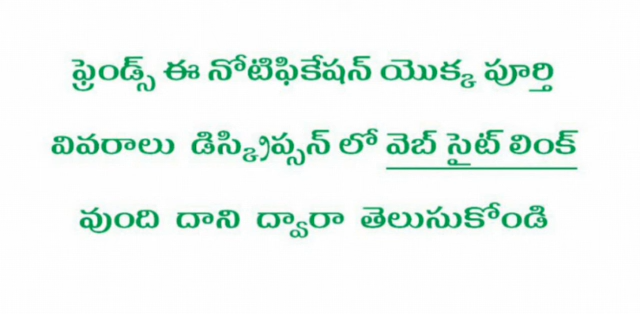 ఫ్రెండ్స్ ఈ నోటిఫికేషన్ యొక్క పూర్తి
వివరాలు డిస్క్రిప్సన్ లో వెబ్ సైట్ లింక్
వుంది దాని ద్వారా తెలుసుకోండి